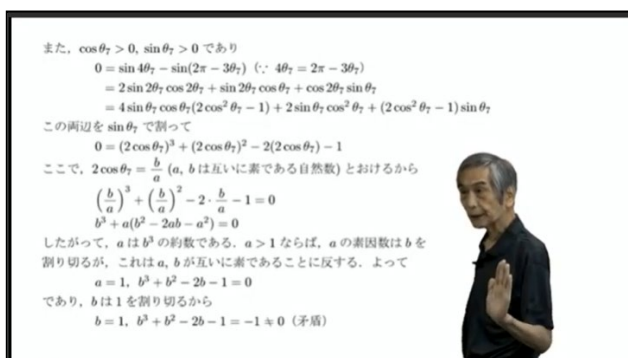 また，cos θ₇ > 0, sin θ₇ > 0 であり
0 = sin 4θ₇ − sin(2π − 3θ₇) (∵ 4θ₇ = 2π − 3θ₇)
= 2 sin 2θ₇ cos 2θ₇ + sin 2θ₇ cos θ₇ + cos 2θ₇ sin θ₇
= 4 sin θ₇ cos θ₇(2 cos² θ₇ − 1) + 2 sin θ₇ cos² θ₇ + (2 cos² θ₇ − 1) sin θ₇
この両辺を sin θ₇ で割って
0 = (2 cos θ₇)³ + (2 cos θ₇)² − 2(2 cos θ₇) − 1
ここで，2 cos θ₇ = b/a (a, b は互いに素である自然数) とおけるから
(b/a)³ + (b/a)² − 2 · b/a − 1 = 0
b³ + a(b² − 2ab − a²) = 0
したがって，a は b³ の約数である．a > 1 ならば，a の素因数は b を
割り切るが，これは a, b が互いに素であることに反する．よって
a = 1, b³ + b² − 2b − 1 = 0
であり，b は 1 を割り切るから
b = 1, b³ + b² − 2b − 1 = −1 ≠ 0 (矛盾)